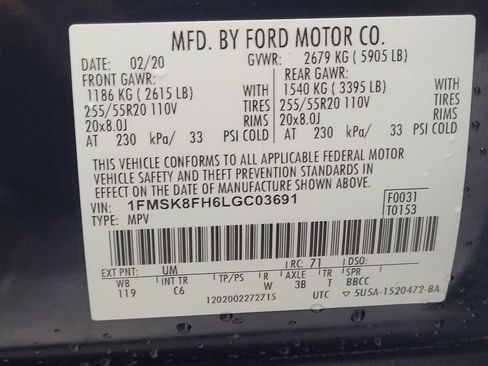 MFD. BY FORD MOTOR CO.
DATE: 02/20 GVWR: 2679 KG (5905 LB)
FRONT GAWR: REAR GAWR:
1186 KG (2615 LB) WITH 1540 KG (3395 LB) WITH
255/55R20 110V TIRES 255/55R20 110V TIRES
20x8.0J RIMS 20x8.0J RIMS
AT 230 kPa/ 33 PSI COLD AT 230 kPa/ 33 PSI COLD
THIS VEHICLE CONFORMS TO ALL APPLICABLE FEDERAL MOTOR
VEHICLE SAFETY AND THEFT PREVENTION STANDARDS IN
EFFECT ON THE DATE OF MANUFACTURE SHOWN ABOVE.
VIN: 1FMSK8FH6LGC03691 F0031
TYPE: MPV T0153
EXT PNT: UM RC: 71 DSO:
WB INT TR TP/PS R AXLE TR SPR
119 C6 W 3B T BBCC
1202002272715 UTC 5U5A-1520472-BA